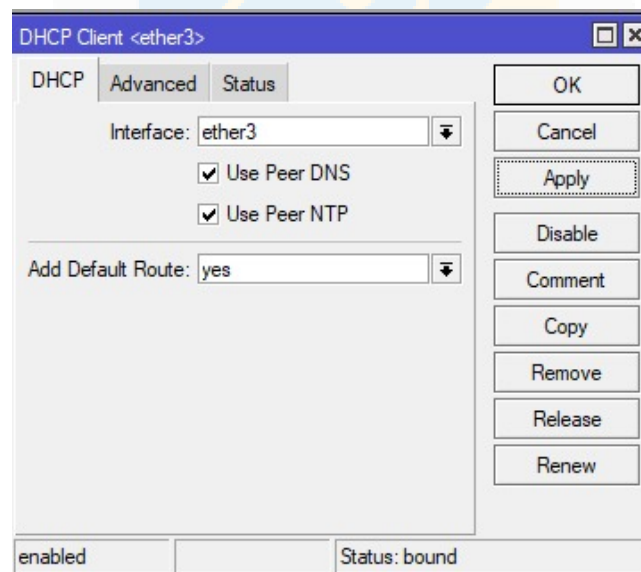 DHCP Client <ether3>
DHCP Advanced Status
Interface: ether3
Use Peer DNS
Use Peer NTP
Add Default Route: yes
OK
Cancel
Apply
Disable
Comment
Copy
Remove
Release
Renew
enabled Status: bound